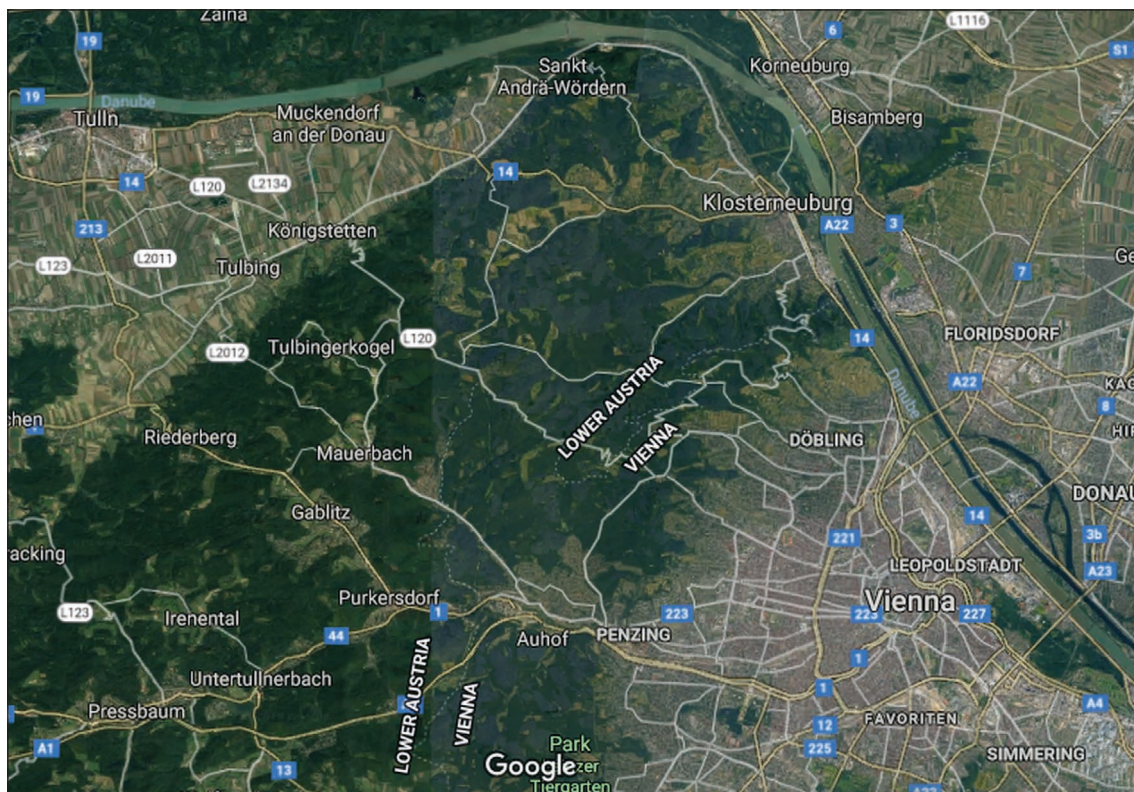 Zaina
L1116
6
19
S1
Sankt
Andrä-Wördern
Korneuburg
19
Danube
Tulln
Muckendorf
an der Donau
Bisamberg
14
L120
L2134
14
Klosterneuburg
213
Königstetten
A22
3
L123
L2011
Tulbing
7
Ge
L120
L2012
Tulbingerkogel
14
FLORIDSDORF
LOWER AUSTRIA
Danube
A22
KAG
8
chen
Riederberg
Mauerbach
VIENNA
DÖBLING
HIR
DONAU
Gablitz
14
221
3b
racking
LEOPOLDSTADT
A23
Purkersdorf
Vienna
L123
Irenental
1
223
223
227
44
Auhof
PENZING
LOWER AUSTRIA
VIENNA
1
Untertullnerbach
1
Pressbaum
A4
12
FAVORITEN
A1
225
SIMMERING
Park
13
Google
zer
Tiergarten